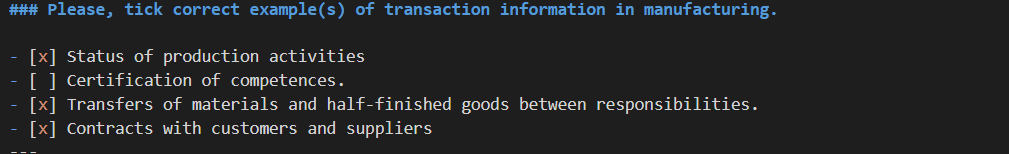 ### Please, tick correct example(s) of transaction information in manufacturing.
- [x] Status of production activities
- [ ] Certification of competences.
- [x] Transfers of materials and half-finished goods between responsibilities.
- [x] Contracts with customers and suppliers
---